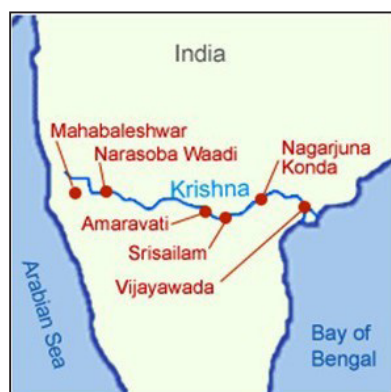 India
Mahabaleshwar
Narasoba Waadi
Nagarjuna
Konda
Krishna
Amaravati
Srisailam
Vijayawada
Arabian Sea
Bay of
Bengal